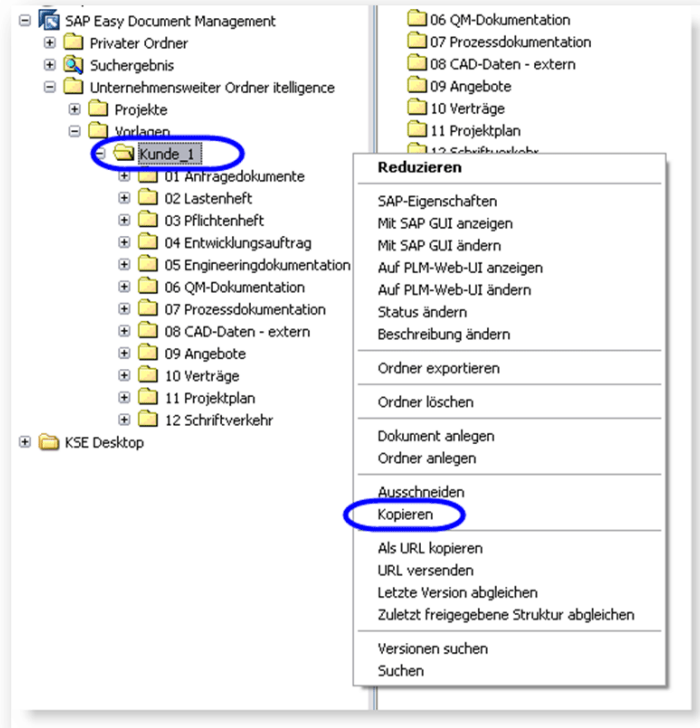 SAP Easy Document Management
Privater Ordner
Suchergebnis
Unternehmensweiter Ordner itelligence
Projekte
Vorlagen
Kunde_1
01 Anfragedokumente
02 Lastenheft
03 Pflichtenheft
04 Entwicklungsauftrag
05 Engineeringdokumentation
06 QM-Dokumentation
07 Prozessdokumentation
08 CAD-Daten - extern
09 Angebote
10 Verträge
11 Projektplan
12 Schriftverkehr
KSE Desktop
06 QM-Dokumentation
07 Prozessdokumentation
08 CAD-Daten - extern
09 Angebote
10 Verträge
11 Projektplan
12 Schriftverkehr
Reduzieren
SAP-Eigenschaften
Mit SAP GUI anzeigen
Mit SAP GUI ändern
Auf PLM-Web-UI anzeigen
Auf PLM-Web-UI ändern
Status ändern
Beschreibung ändern
Ordner exportieren
Ordner löschen
Dokument anlegen
Ordner anlegen
Ausschneiden
Kopieren
Als URL kopieren
URL versenden
Letzte Version abgleichen
Zuletzt freigegebene Struktur abgleichen
Versionen suchen
Suchen